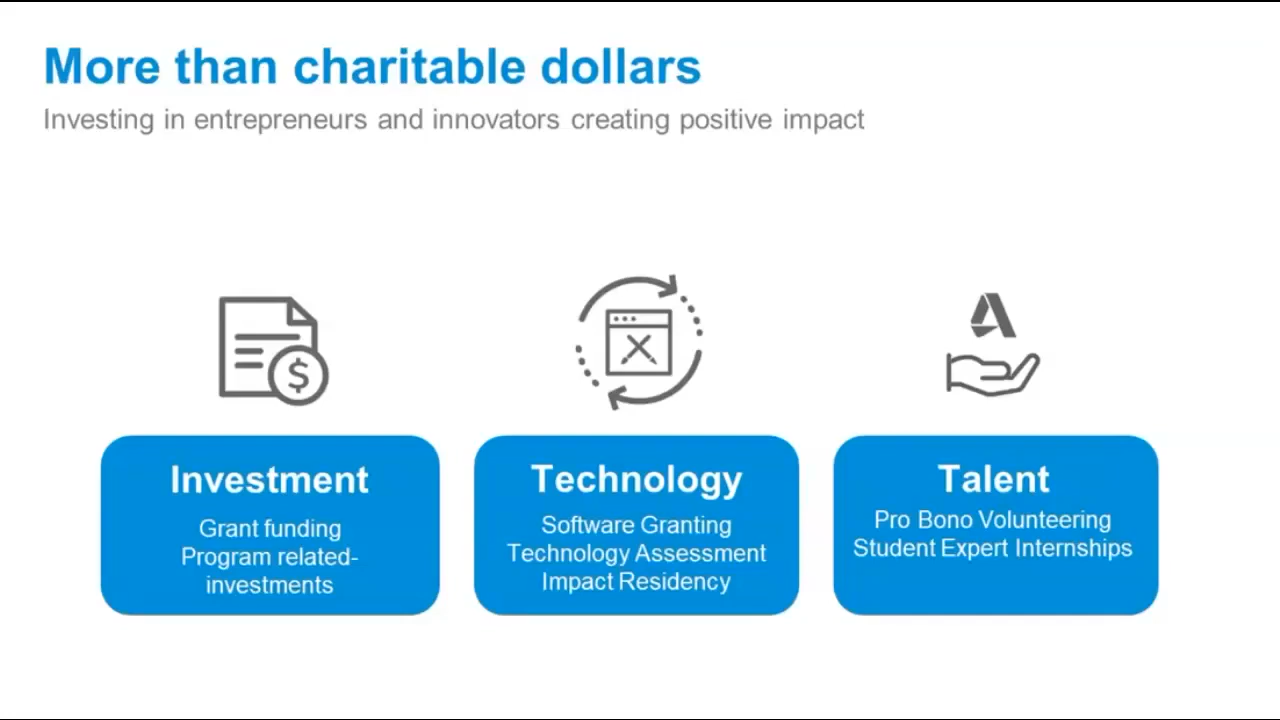 More than charitable dollars
Investing in entrepreneurs and innovators creating positive impact
$
Investment
Grant funding
Program related-
investments
Technology
Software Granting
Technology Assessment
Impact Residency
Talent
Pro Bono Volunteering
Student Expert Internships